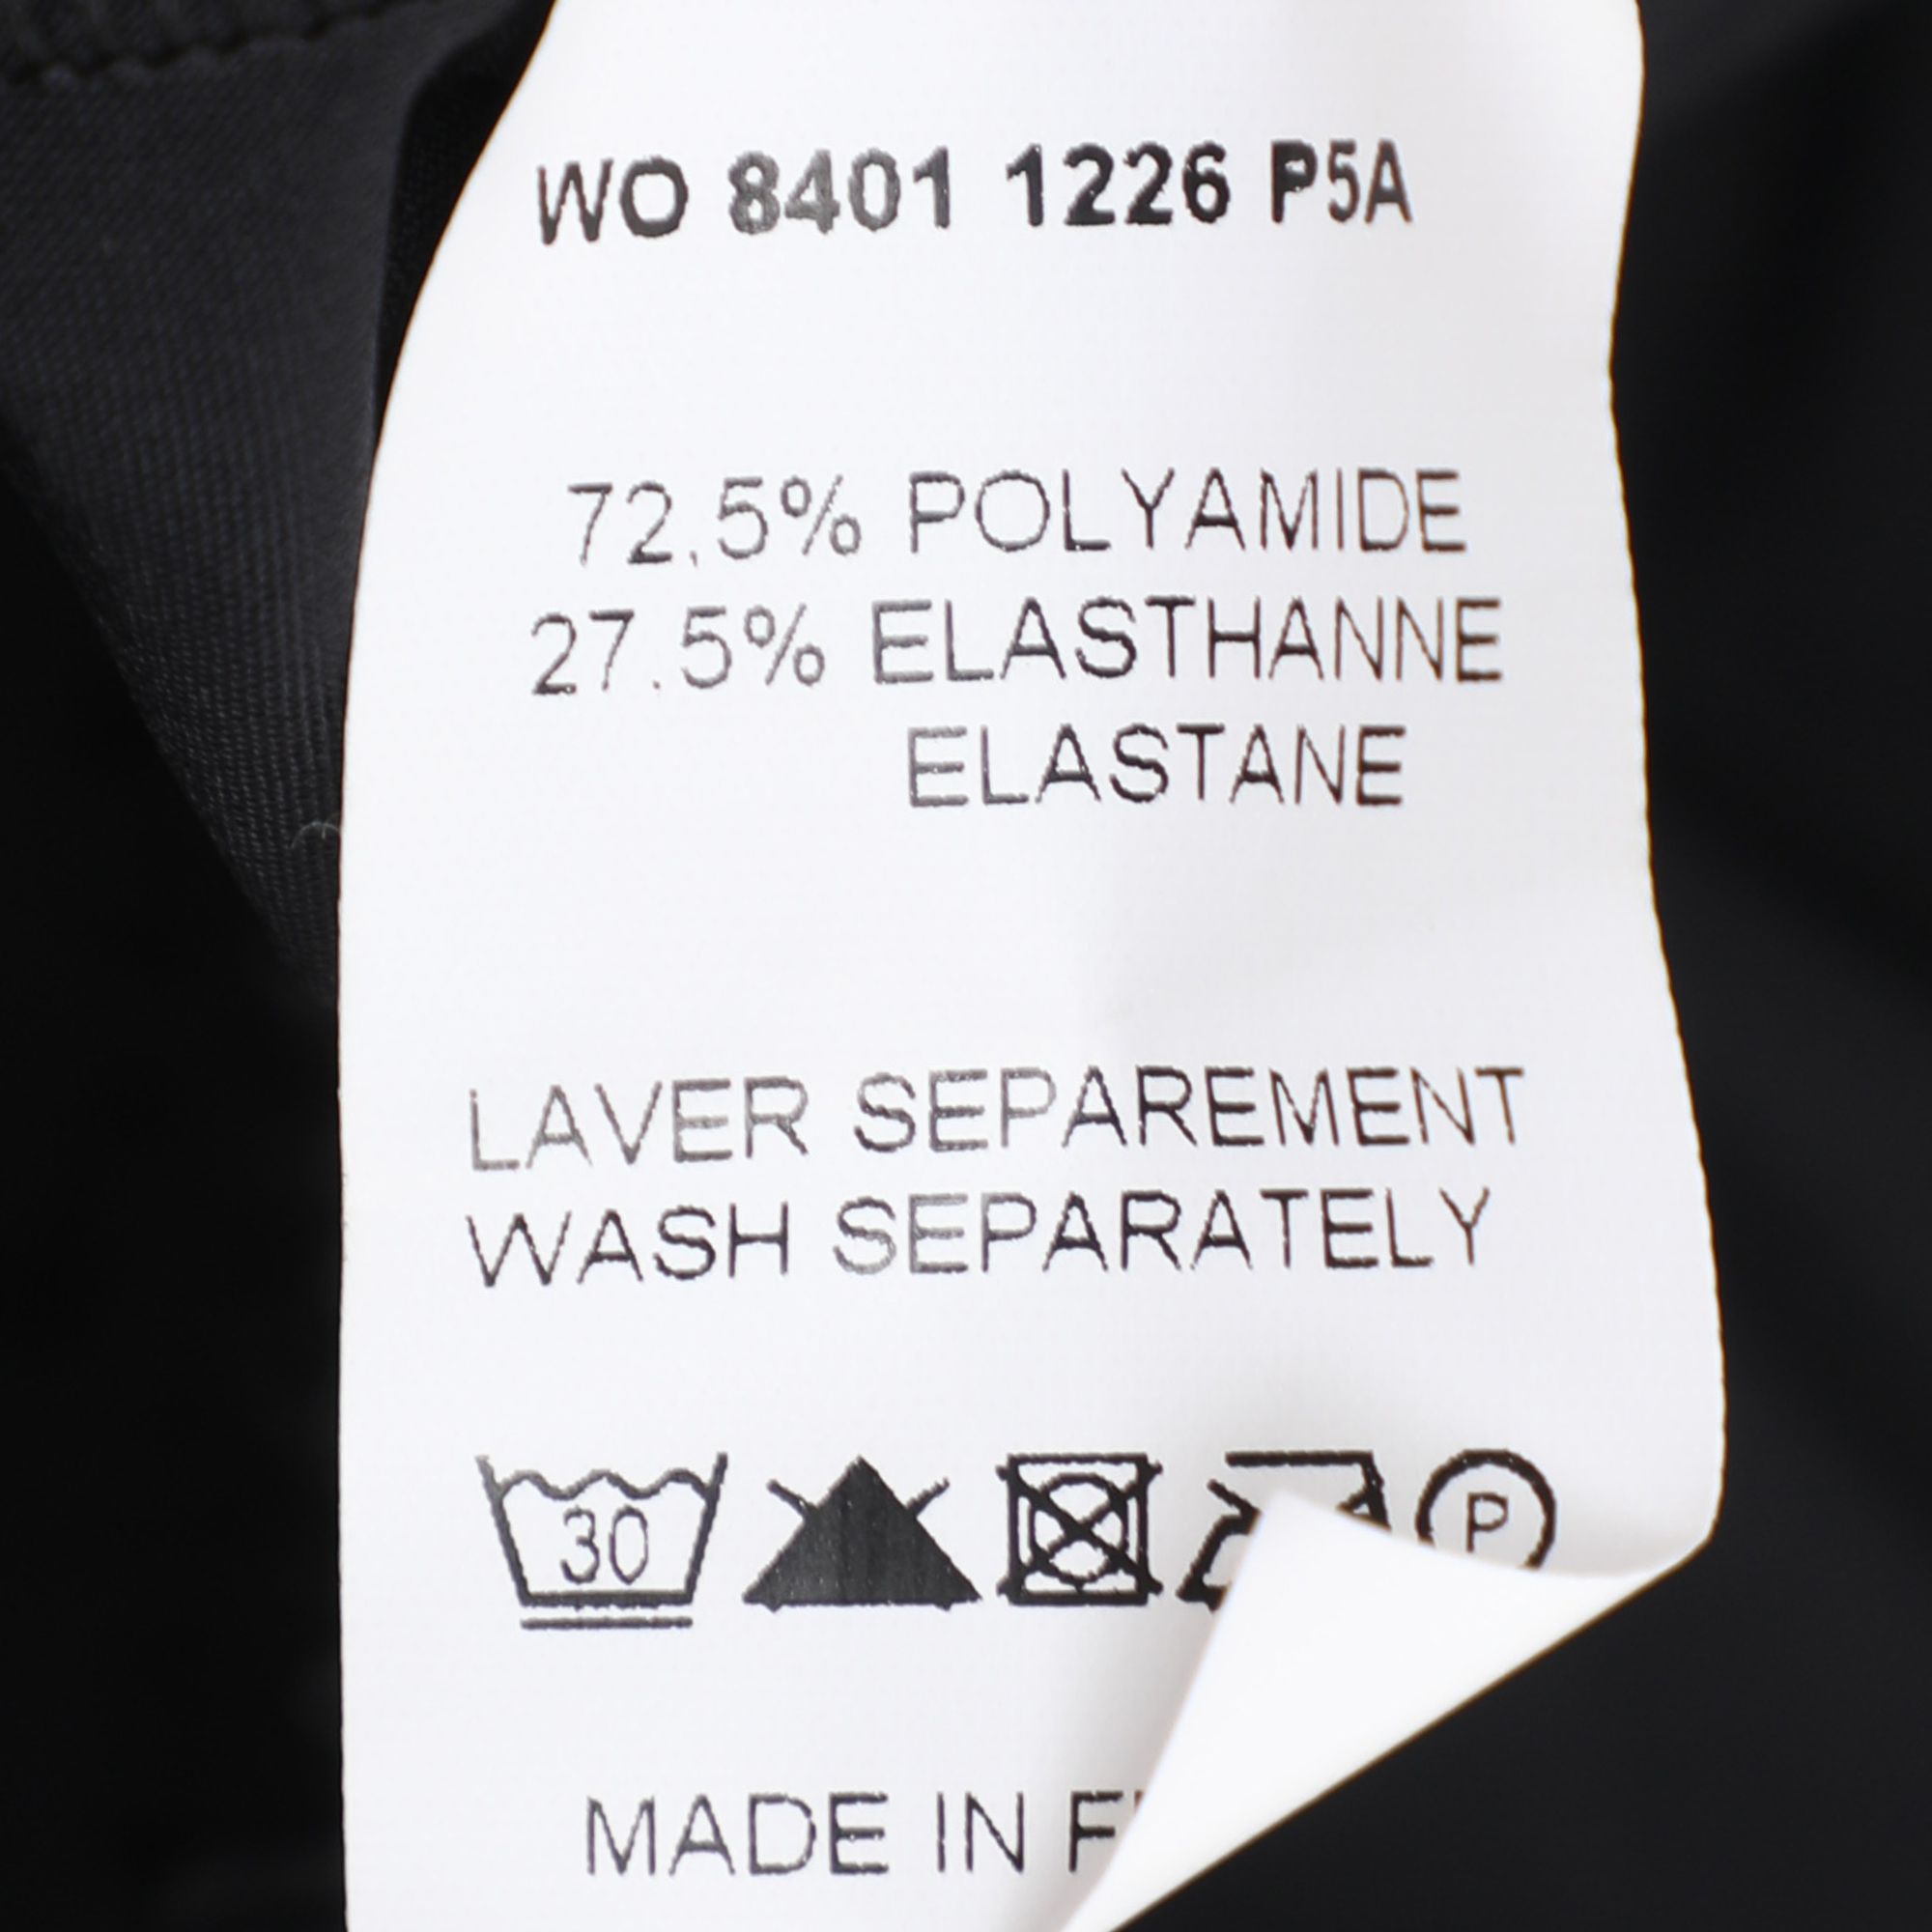 WO 8401 1226 P5A
72.5% POLYAMIDE
27.5% ELASTHANNE
ELASTANE
LAVER SEPAREMENT
WASH SEPARATELY
30 P
MADE IN